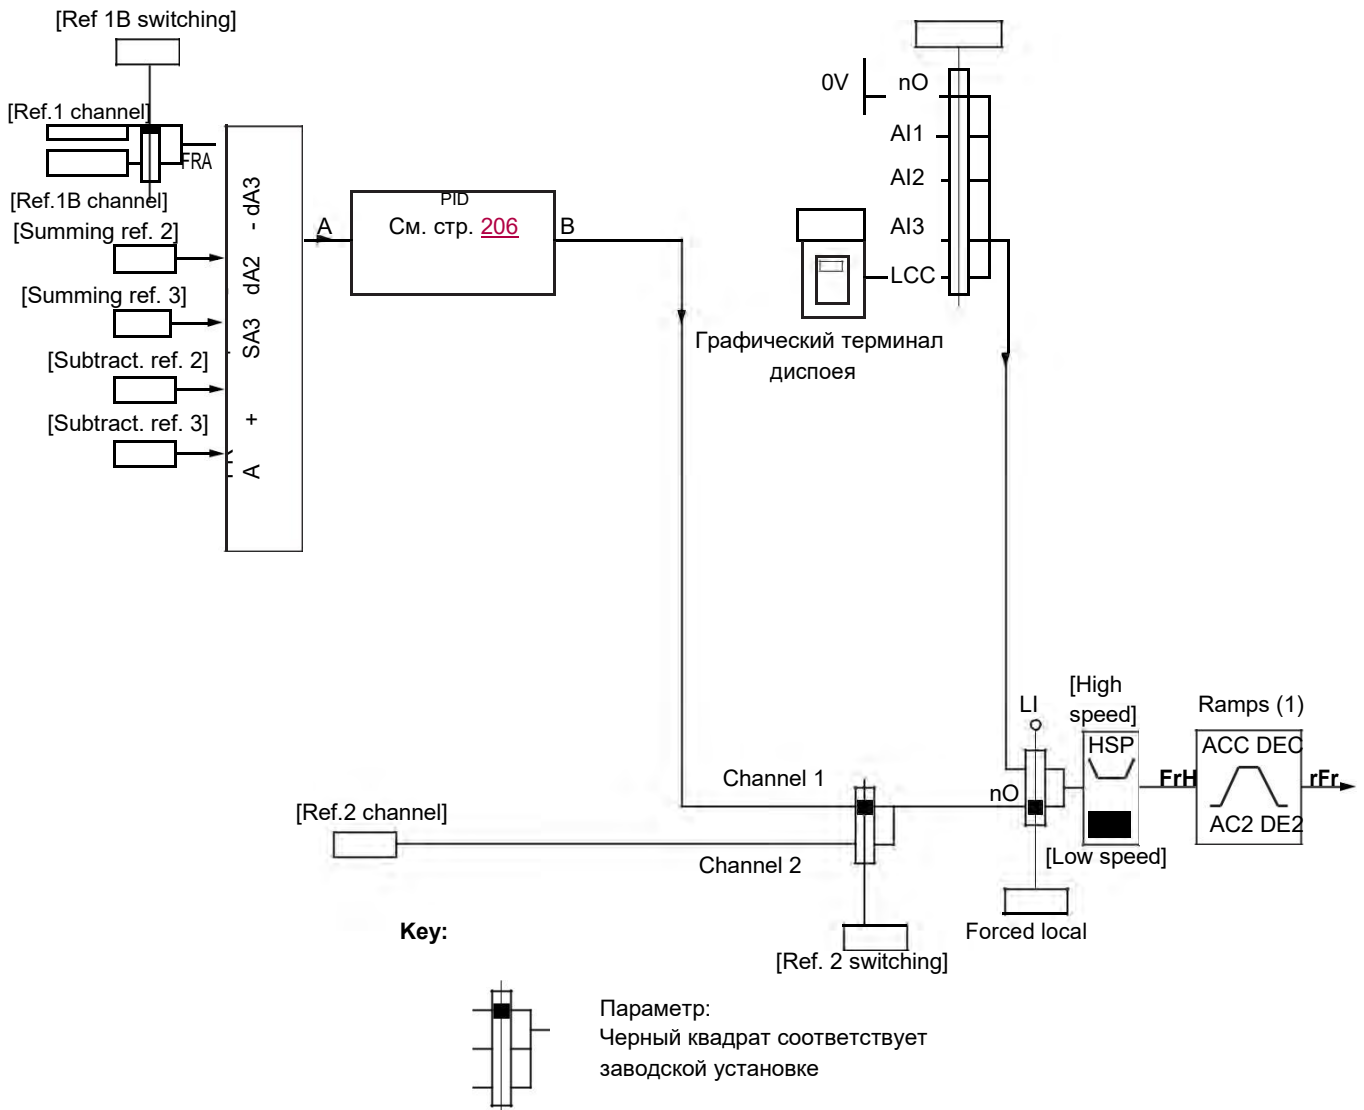 [Ref 1B switching]
[Ref.1 channel]
FRA
[Ref.1B channel]
[Summing ref. 2]
[Summing ref. 3]
[Subtract. ref. 2]
[Subtract. ref. 3]
A + SA3 dA2 - dA3
A
PID
См. стр. 206
B
0V
nO
AI1
AI2
AI3
LCC
Графический терминал
диспоея
[High
speed]
LI
HSP
FrH
Ramps (1)
ACC DEC
AC2 DE2
rFr
nO
[Low speed]
Forced local
Channel 1
[Ref.2 channel]
Channel 2
[Ref. 2 switching]
Key:
Параметр:
Черный квадрат соответствует
заводской установке